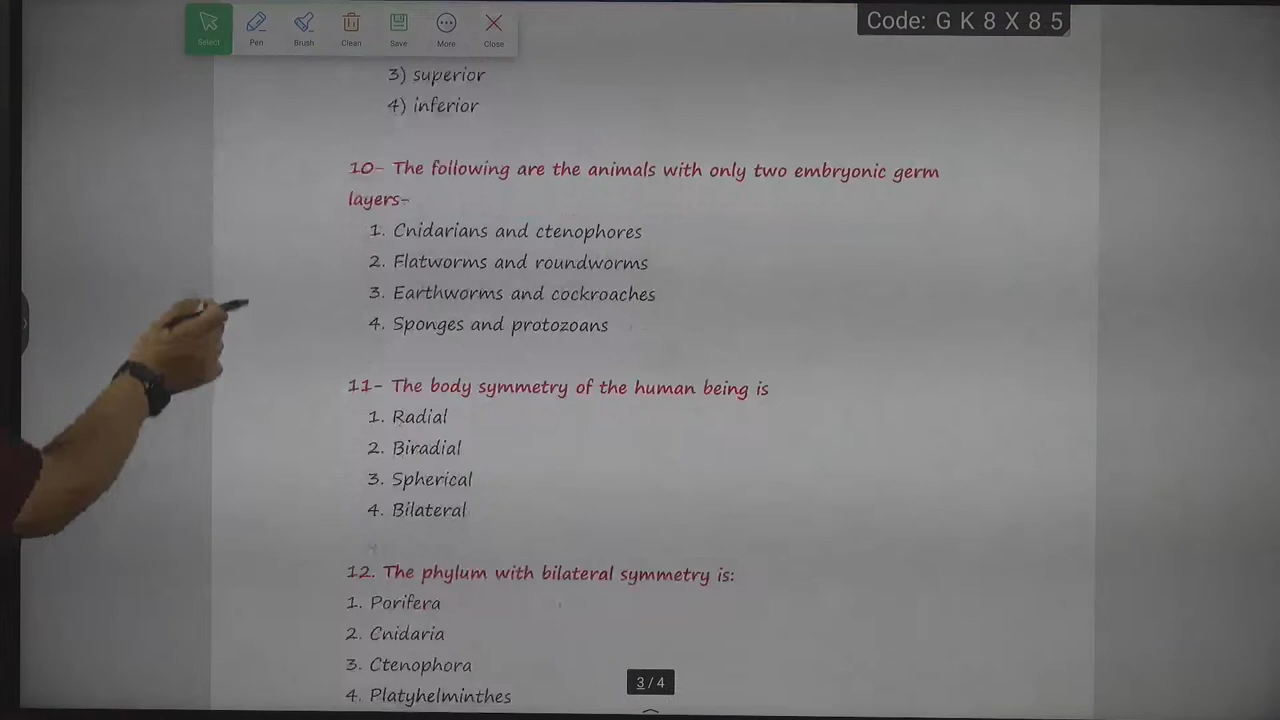 Select Pen Brush Clean Save More Close
Code: G K 8 X 8 5
3) superior
4) inferior
10- The following are the animals with only two embryonic germ
layers-
1. Cnidarians and ctenophores
2. Flatworms and roundworms
3. Earthworms and cockroaches
4. Sponges and protozoans
11- The body symmetry of the human being is
1. Radial
2. Biradial
3. Spherical
4. Bilateral
12. The phylum with bilateral symmetry is:
1. Porifera
2. Cnidaria
3. Ctenophora
4. Platyhelminthes
3 / 4